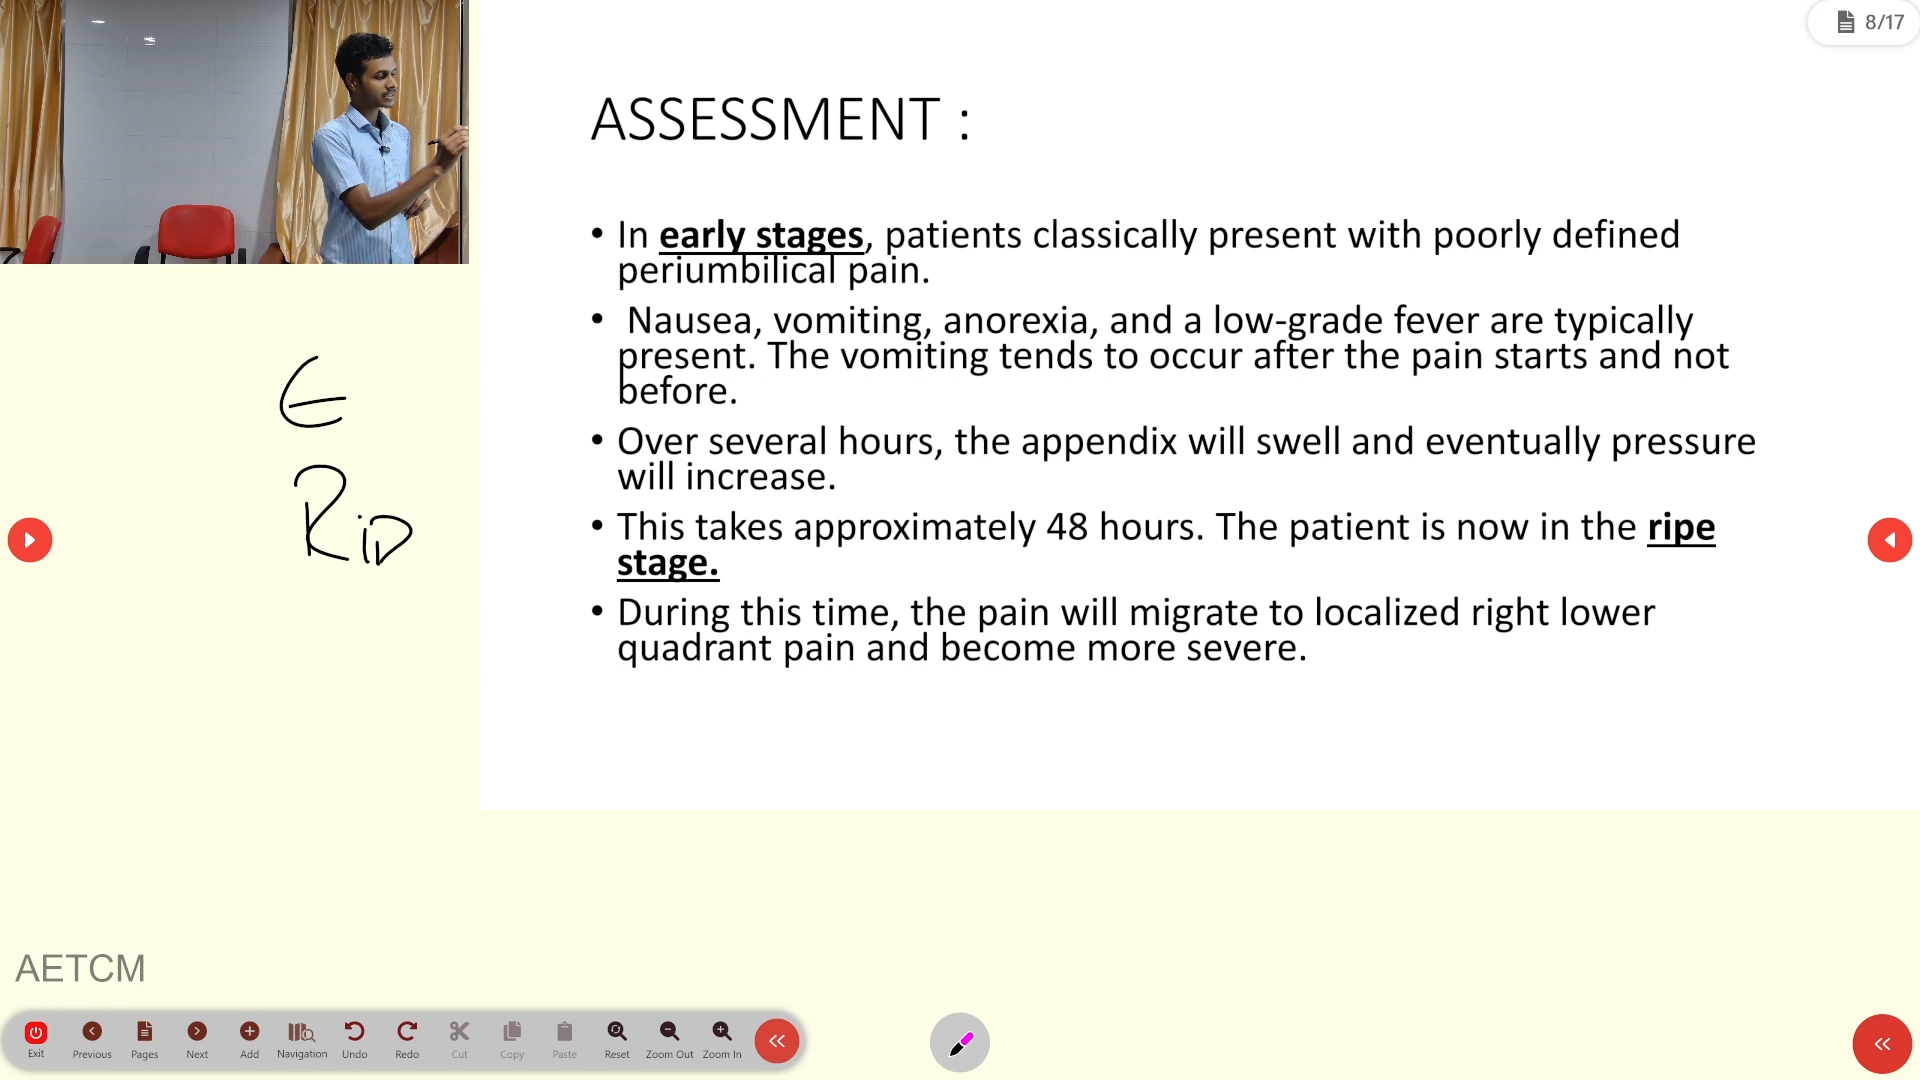 8/17
ASSESSMENT :
• In early stages, patients classically present with poorly defined
periumbilical pain.
• Nausea, vomiting, anorexia, and a low-grade fever are typically
present. The vomiting tends to occur after the pain starts and not
before.
• Over several hours, the appendix will swell and eventually pressure
will increase.
• This takes approximately 48 hours. The patient is now in the ripe
stage.
• During this time, the pain will migrate to localized right lower
quadrant pain and become more severe.
E
Rip
AETCM
Exit Previous Pages Next Add Navigation Undo Redo Cut Copy Paste Reset Zoom Out Zoom In